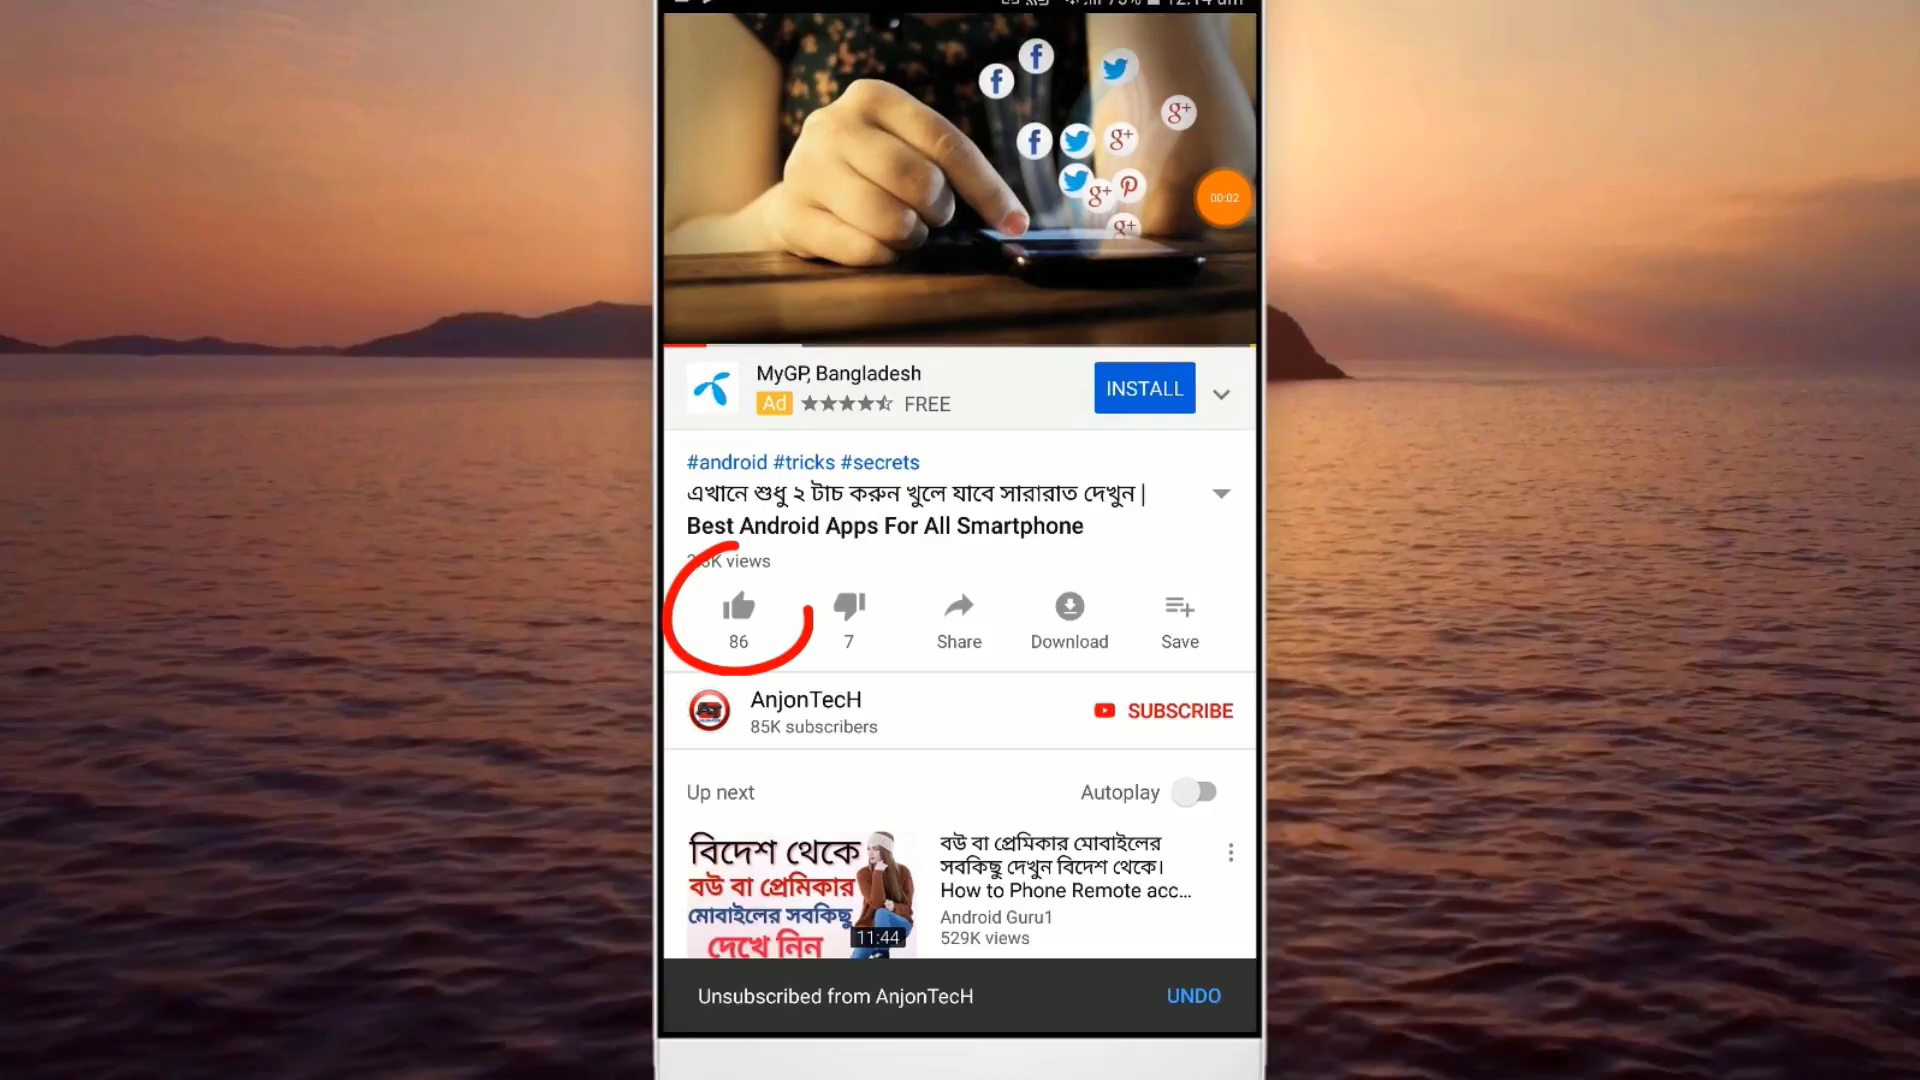 00:02
MyGP, Bangladesh
INSTALL
Ad FREE
#android #tricks #secrets
এখানে শুধু ২ টাচ করুন খুলে যাবে সারারাত দেখুন |
Best Android Apps For All Smartphone
views
86
7
Share
Download
Save
AnjonTecH
85K subscribers
SUBSCRIBE
Up next
Autoplay
বিদেশ থেকে
বউ বা প্রেমিকার
মোবাইলের সবকিছু
দেখে নিন
11:44
বউ বা প্রেমিকার মোবাইলের
সবকিছু দেখুন বিদেশ থেকে।
How to Phone Remote acc...
Android Guru1
529K views
Unsubscribed from AnjonTecH
UNDO